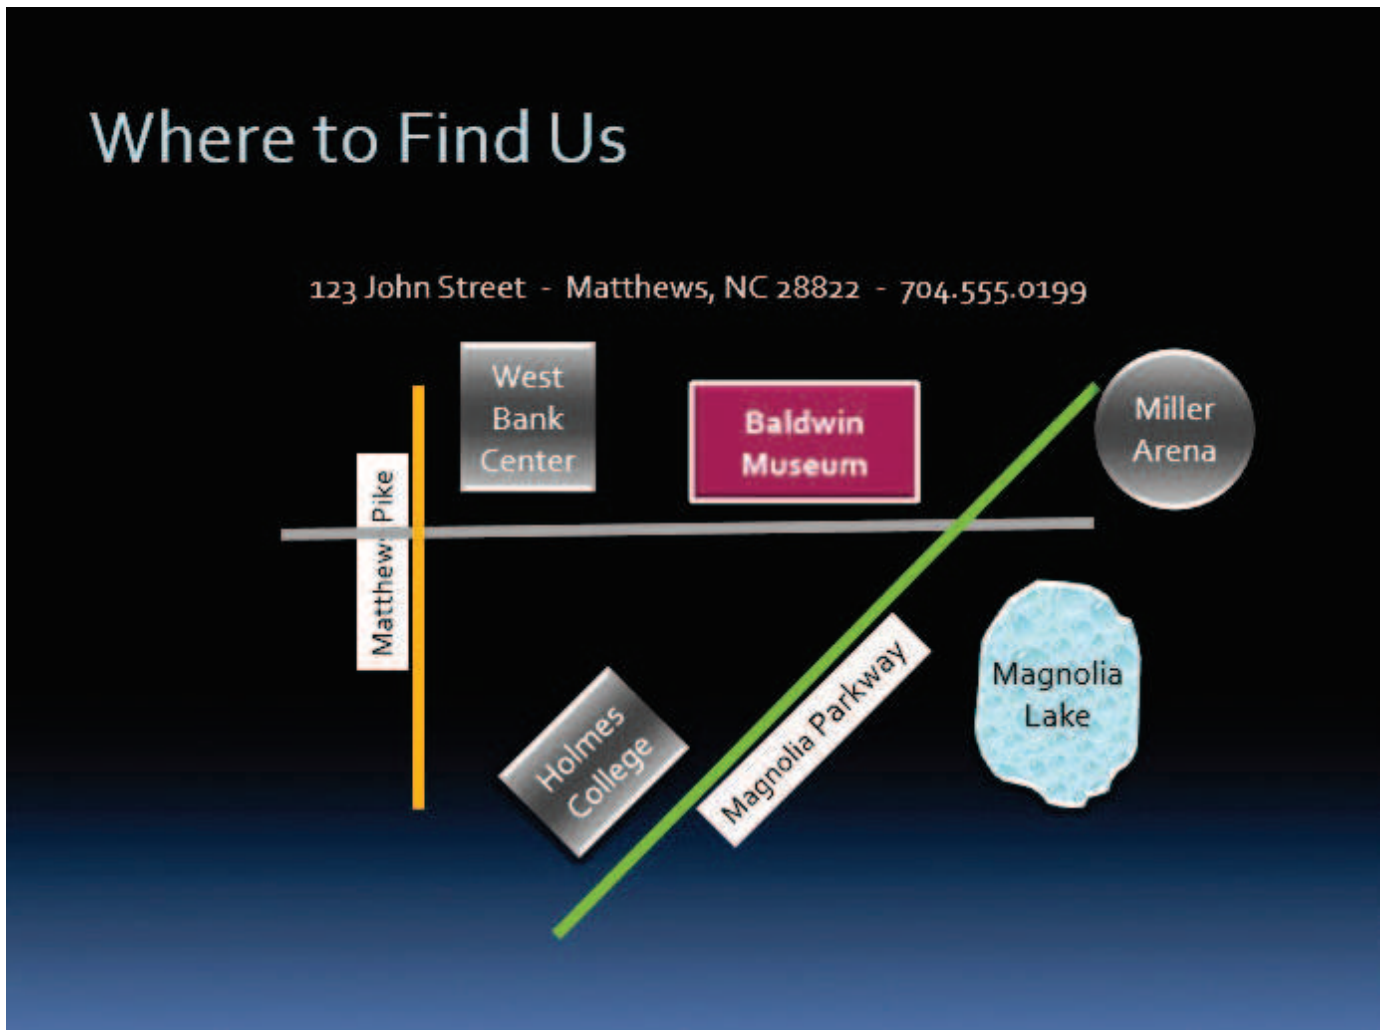 Where to Find Us
123 John Street - Matthews, NC 28822 - 704.555.0199
West
Bank
Center
Baldwin
Museum
Miller
Arena
Matthews Pike
Magnolia
Lake
Magnolia Parkway
Holmes
College